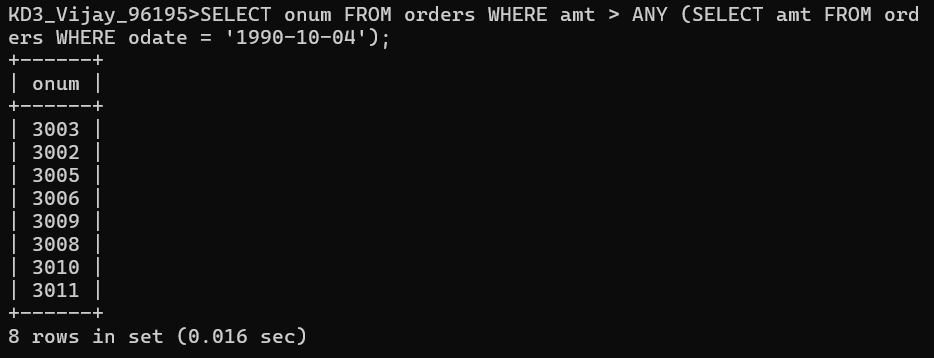 KD3_Vijay_96195>SELECT onum FROM orders WHERE amt > ANY (SELECT amt FROM ord
ers WHERE odate = '1990-10-04');
+------+
| onum |
+------+
| 3003 |
| 3002 |
| 3005 |
| 3006 |
| 3009 |
| 3008 |
| 3010 |
| 3011 |
+------+
8 rows in set (0.016 sec)